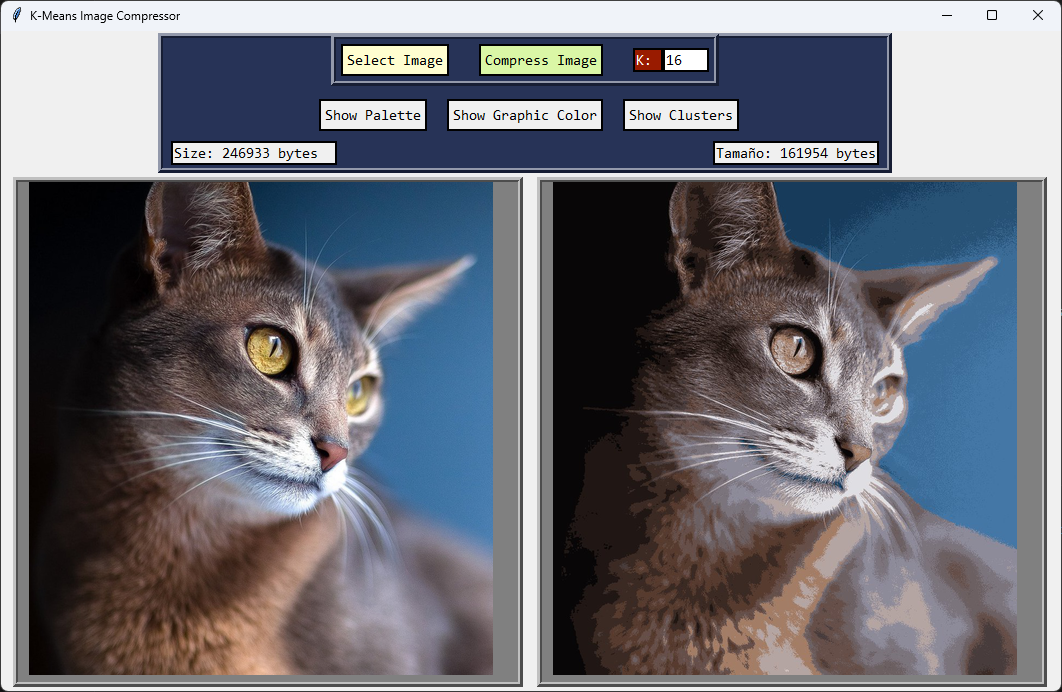 K-Means Image Compressor
Select Image Compress Image K: 16
Show Palette Show Graphic Color Show Clusters
Size: 246933 bytes Tamaño: 161954 bytes